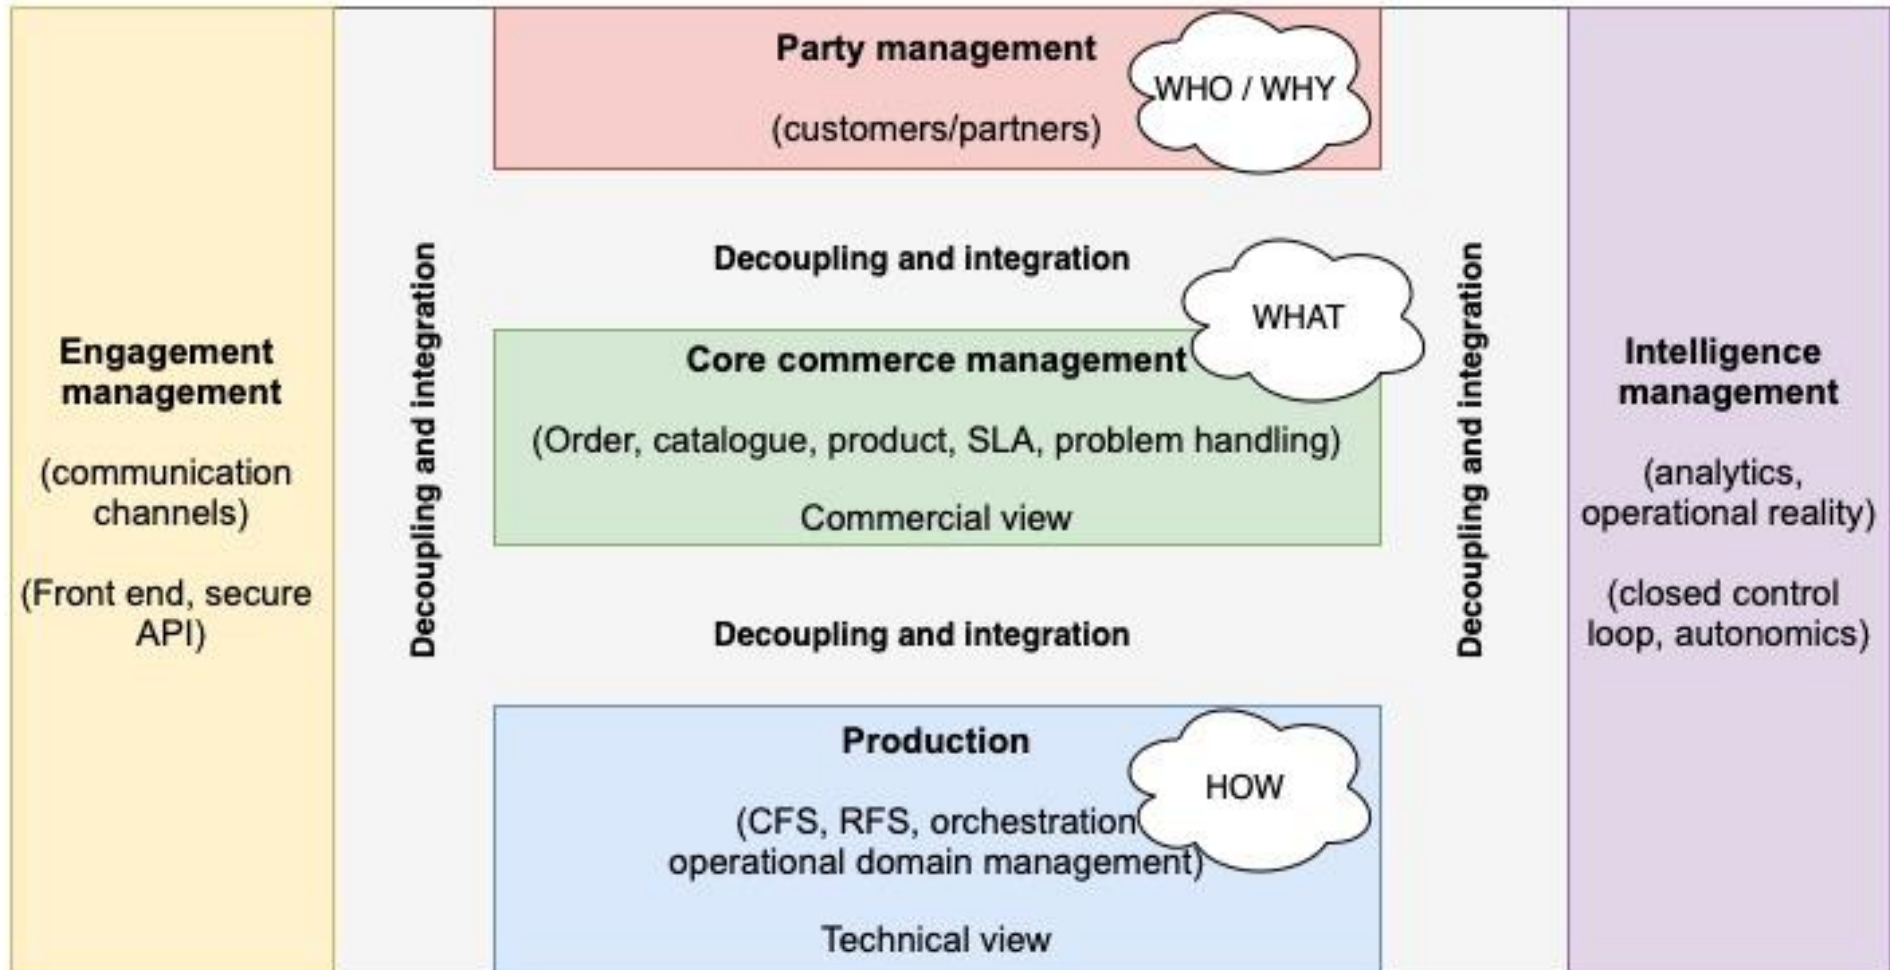 Engagement
management
(communication
channels)
(Front end, secure
API)
Decoupling and integration
Party management
(customers/partners)
WHO / WHY
Decoupling and integration
WHAT
Core commerce management
(Order, catalogue, product, SLA, problem handling)
Commercial view
Decoupling and integration
Production
HOW
(CFS, RFS, orchestration
operational domain management)
Technical view
Decoupling and integration
Intelligence
management
(analytics,
operational reality)
(closed control
loop, autonomics)